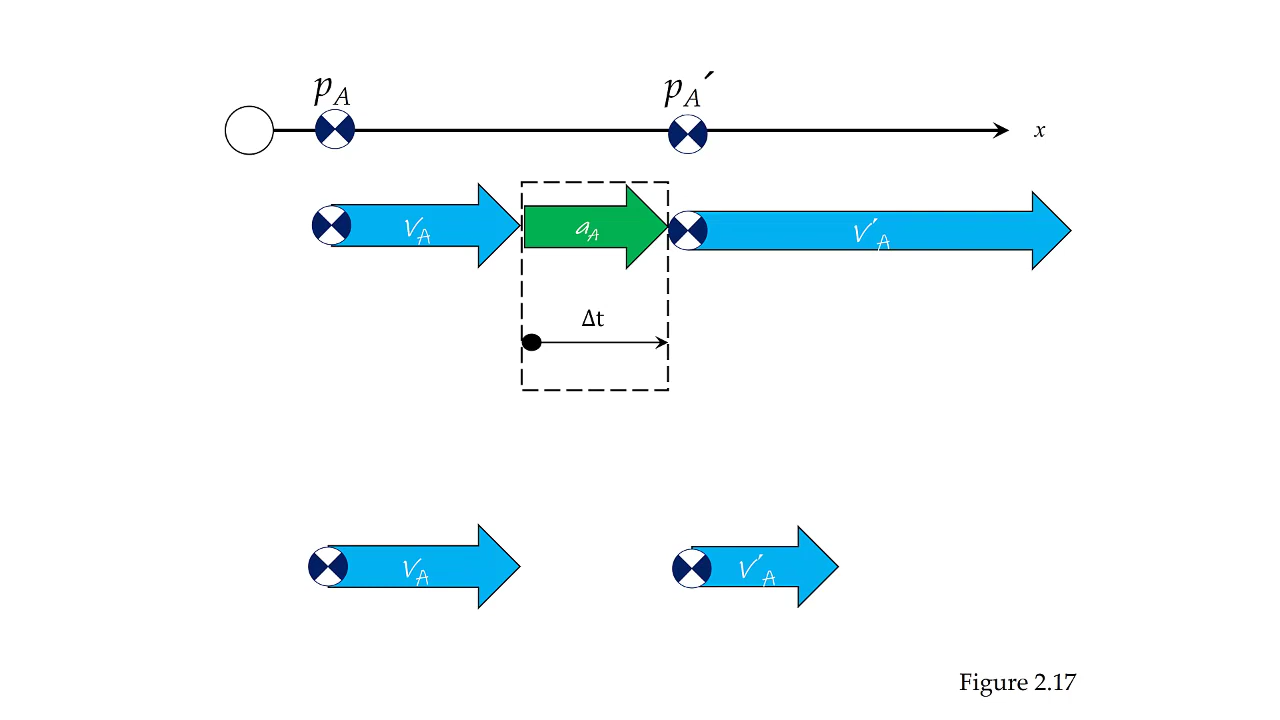 p_A p_A´
x
V_A a_A V´_A
Δt
V_A V´_A
Figure 2.17